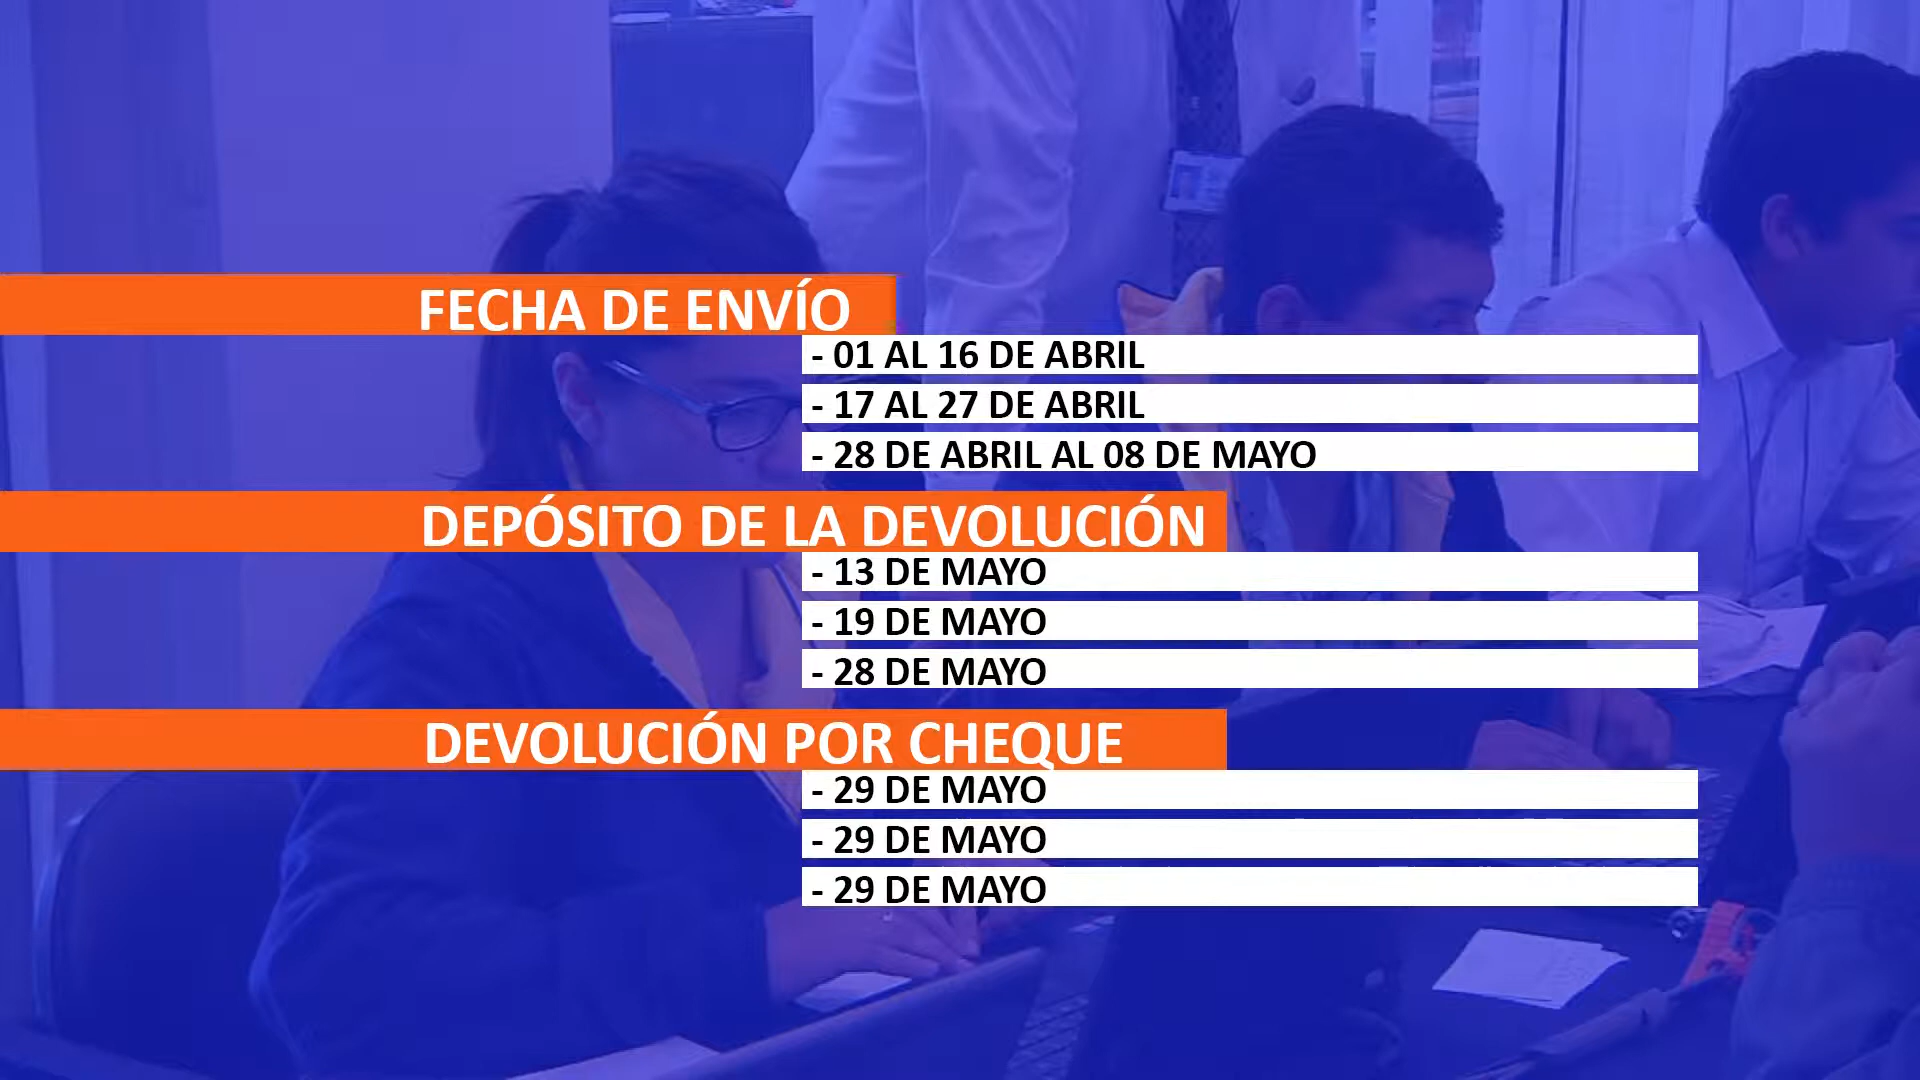 FECHA DE ENVÍO
- 01 AL 16 DE ABRIL
- 17 AL 27 DE ABRIL
- 28 DE ABRIL AL 08 DE MAYO
DEPÓSITO DE LA DEVOLUCIÓN
- 13 DE MAYO
- 19 DE MAYO
- 28 DE MAYO
DEVOLUCIÓN POR CHEQUE
- 29 DE MAYO
- 29 DE MAYO
- 29 DE MAYO